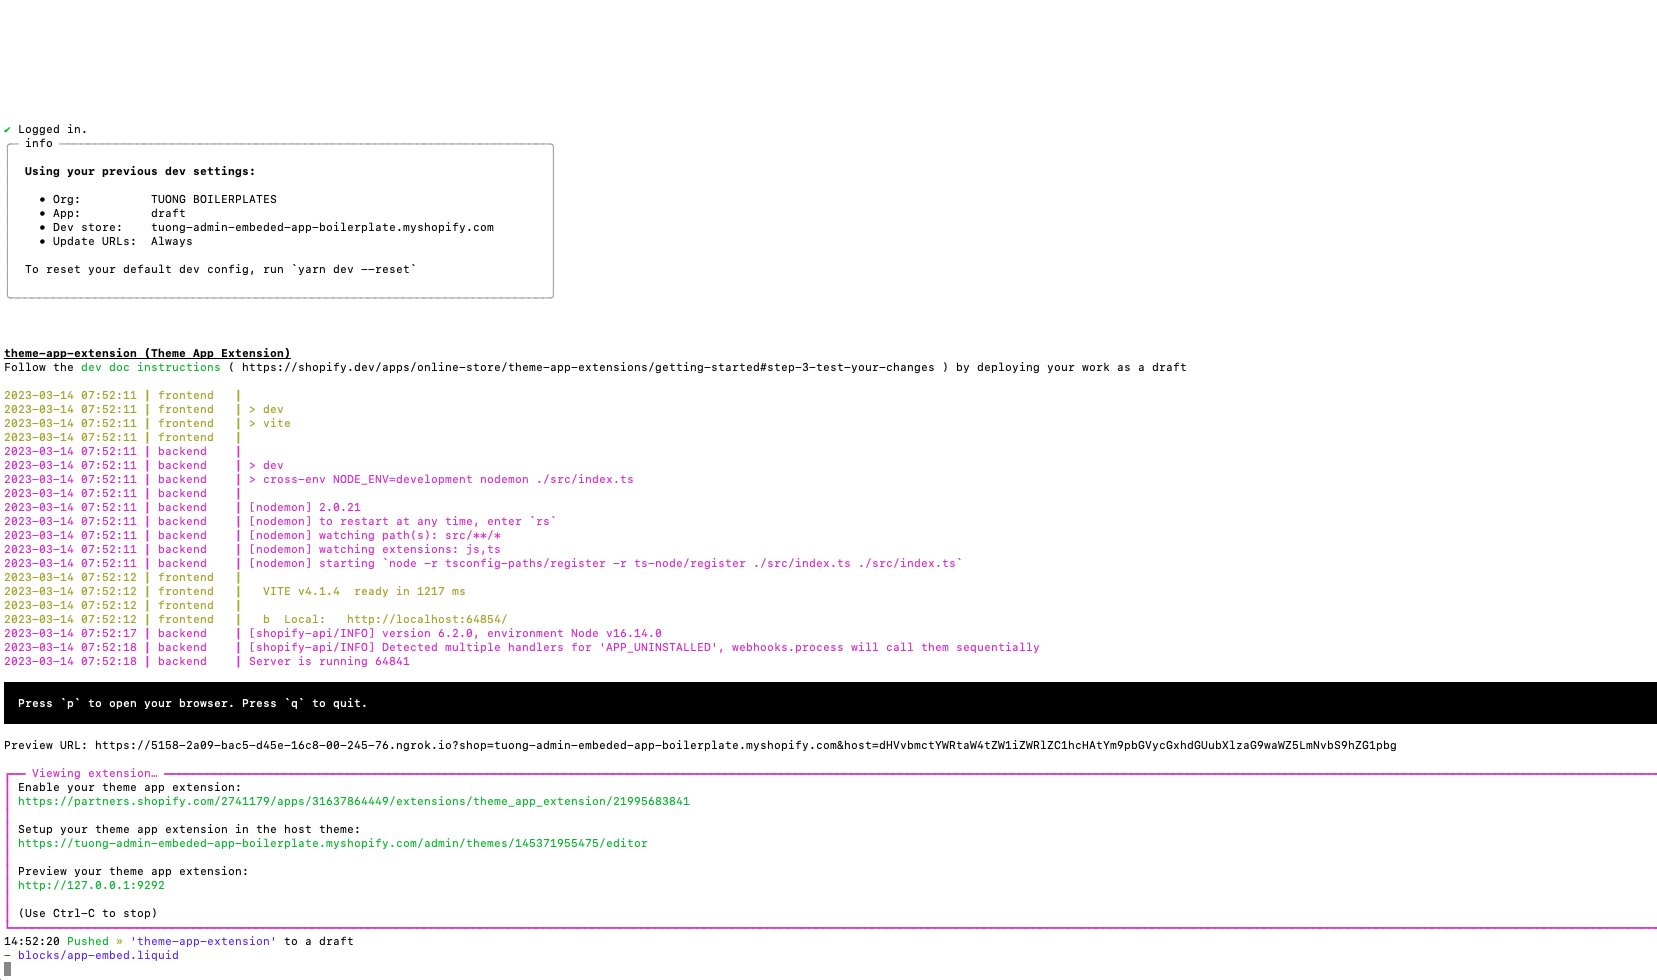 ✔ Logged in.
info
Using your previous dev settings:
• Org: TUONG BOILERPLATES
• App: draft
• Dev store: tuong-admin-embeded-app-boilerplate.myshopify.com
• Update URLs: Always
To reset your default dev config, run `yarn dev --reset`
theme-app-extension (Theme App Extension)
Follow the dev doc instructions ( https://shopify.dev/apps/online-store/theme-app-extensions/getting-started#step-3-test-your-changes ) by deploying your work as a draft
2023-03-14 07:52:11 | frontend |
2023-03-14 07:52:11 | frontend | > dev
2023-03-14 07:52:11 | frontend | > vite
2023-03-14 07:52:11 | frontend |
2023-03-14 07:52:11 | backend |
2023-03-14 07:52:11 | backend | > dev
2023-03-14 07:52:11 | backend | > cross-env NODE_ENV=development nodemon ./src/index.ts
2023-03-14 07:52:11 | backend |
2023-03-14 07:52:11 | backend | [nodemon] 2.0.21
2023-03-14 07:52:11 | backend | [nodemon] to restart at any time, enter `rs`
2023-03-14 07:52:11 | backend | [nodemon] watching path(s): src/**/*
2023-03-14 07:52:11 | backend | [nodemon] watching extensions: js,ts
2023-03-14 07:52:11 | backend | [nodemon] starting `node -r tsconfig-paths/register -r ts-node/register ./src/index.ts ./src/index.ts`
2023-03-14 07:52:12 | frontend |
2023-03-14 07:52:12 | frontend | VITE v4.1.4 ready in 1217 ms
2023-03-14 07:52:12 | frontend |
2023-03-14 07:52:12 | frontend | b Local: http://localhost:64854/
2023-03-14 07:52:17 | backend | [shopify-api/INFO] version 6.2.0, environment Node v16.14.0
2023-03-14 07:52:18 | backend | [shopify-api/INFO] Detected multiple handlers for 'APP_UNINSTALLED', webhooks.process will call them sequentially
2023-03-14 07:52:18 | backend | Server is running 64841
Press `p` to open your browser. Press `q` to quit.
Preview URL: https://5158-2a09-bac5-d45e-16c8-00-245-76.ngrok.io?shop=tuong-admin-embeded-app-boilerplate.myshopify.com&host=dHVvbmctYWRtaW4tZW1iZWRlZC1hcHAtYm9pbGVycGxhdGUubXlzaG9waWZ5LmNvbS9hZG1pbg
Viewing extension…
Enable your theme app extension:
https://partners.shopify.com/2741179/apps/31637864449/extensions/theme_app_extension/21995683841
Setup your theme app extension in the host theme:
https://tuong-admin-embeded-app-boilerplate.myshopify.com/admin/themes/145371955475/editor
Preview your theme app extension:
http://127.0.0.1:9292
(Use Ctrl-C to stop)
14:52:20 Pushed » 'theme-app-extension' to a draft
- blocks/app-embed.liquid